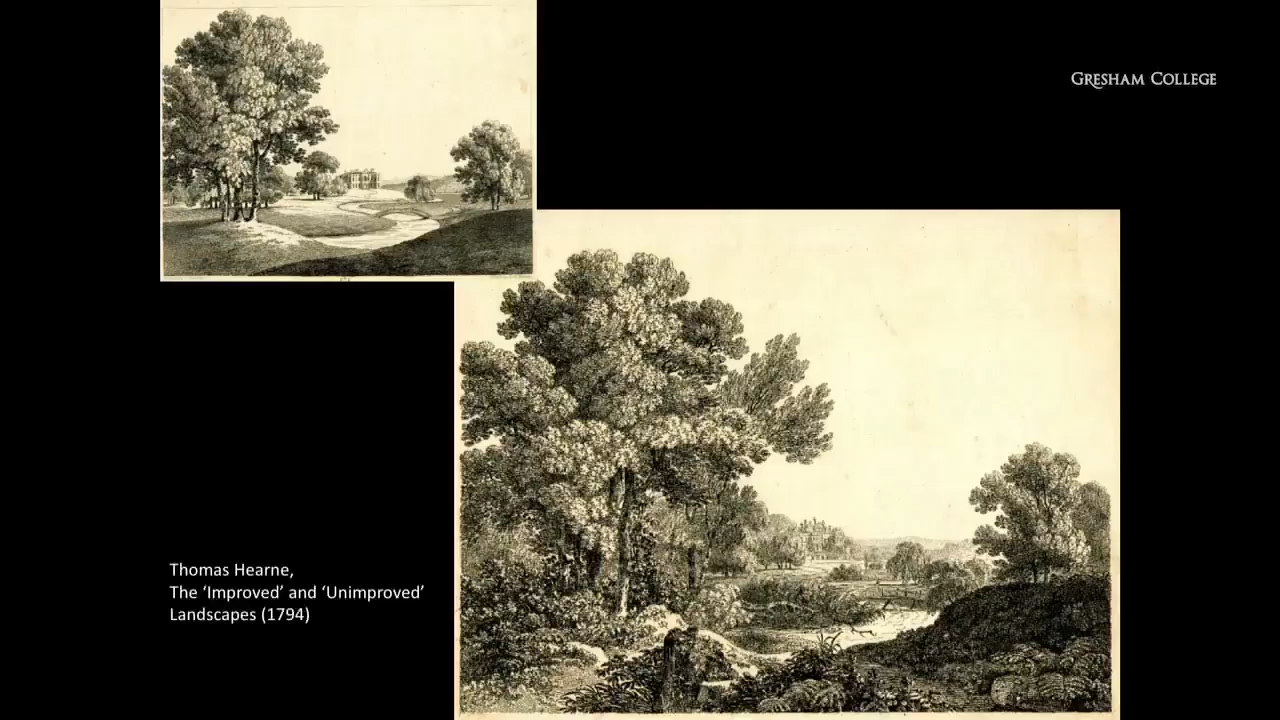 GRESHAM COLLEGE
Thomas Hearne,
The ‘Improved’ and ‘Unimproved’
Landscapes (1794)